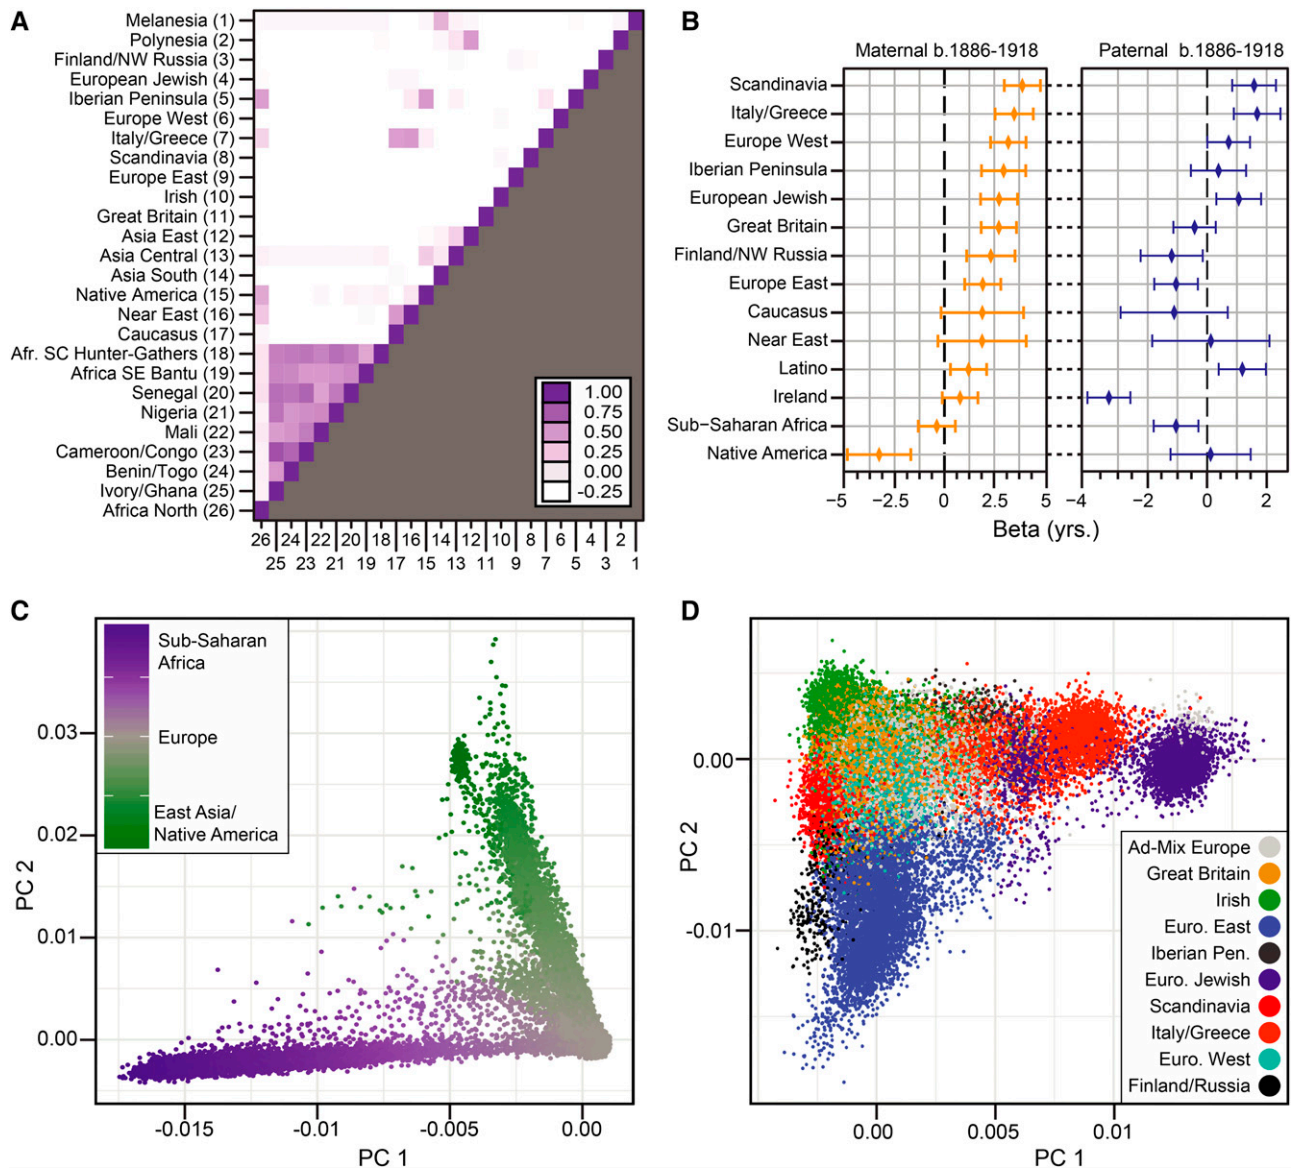 A
Melanesia (1)
Polynesia (2)
Finland/NW Russia (3)
European Jewish (4)
Iberian Peninsula (5)
Europe West (6)
Italy/Greece (7)
Scandinavia (8)
Europe East (9)
Irish (10)
Great Britain (11)
Asia East (12)
Asia Central (13)
Asia South (14)
Native America (15)
Near East (16)
Caucasus (17)
Afr. SC Hunter-Gathers (18)
Africa SE Bantu (19)
Senegal (20)
Nigeria (21)
Mali (22)
Cameroon/Congo (23)
Benin/Togo (24)
Ivory/Ghana (25)
Africa North (26)
1.00
0.75
0.50
0.25
0.00
-0.25
26 24 22 20 18 16 14 12 10 8 6 4 2
25 23 21 19 17 15 13 11 9 7 5 3 1
B
Maternal b.1886-1918 Paternal b.1886-1918
Scandinavia
Italy/Greece
Europe West
Iberian Peninsula
European Jewish
Great Britain
Finland/NW Russia
Europe East
Caucasus
Near East
Latino
Ireland
Sub-Saharan Africa
Native America
-5 -2.5 0 2.5 5 -4 -2 0 2
Beta (yrs.)
C
Sub-Saharan
Africa
Europe
East Asia/
Native America
0.03
0.02
0.01
0.00
PC 2
-0.015 -0.01 -0.005 0.00
PC 1
D
0.00
-0.01
PC 2
Ad-Mix Europe
Great Britain
Irish
Euro. East
Iberian Pen.
Euro. Jewish
Scandinavia
Italy/Greece
Euro. West
Finland/Russia
0.00 0.005 0.01
PC 1